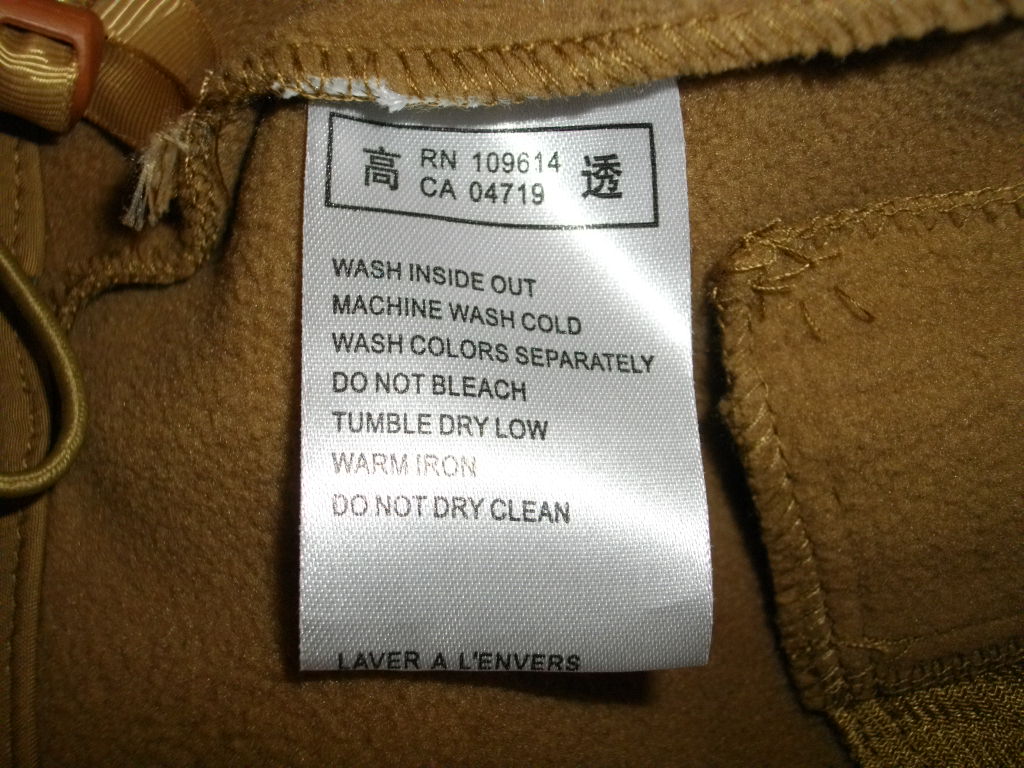 高 RN 109614 透
CA 04719
WASH INSIDE OUT
MACHINE WASH COLD
WASH COLORS SEPARATELY
DO NOT BLEACH
TUMBLE DRY LOW
WARM IRON
DO NOT DRY CLEAN
LAVER A L'ENVERS